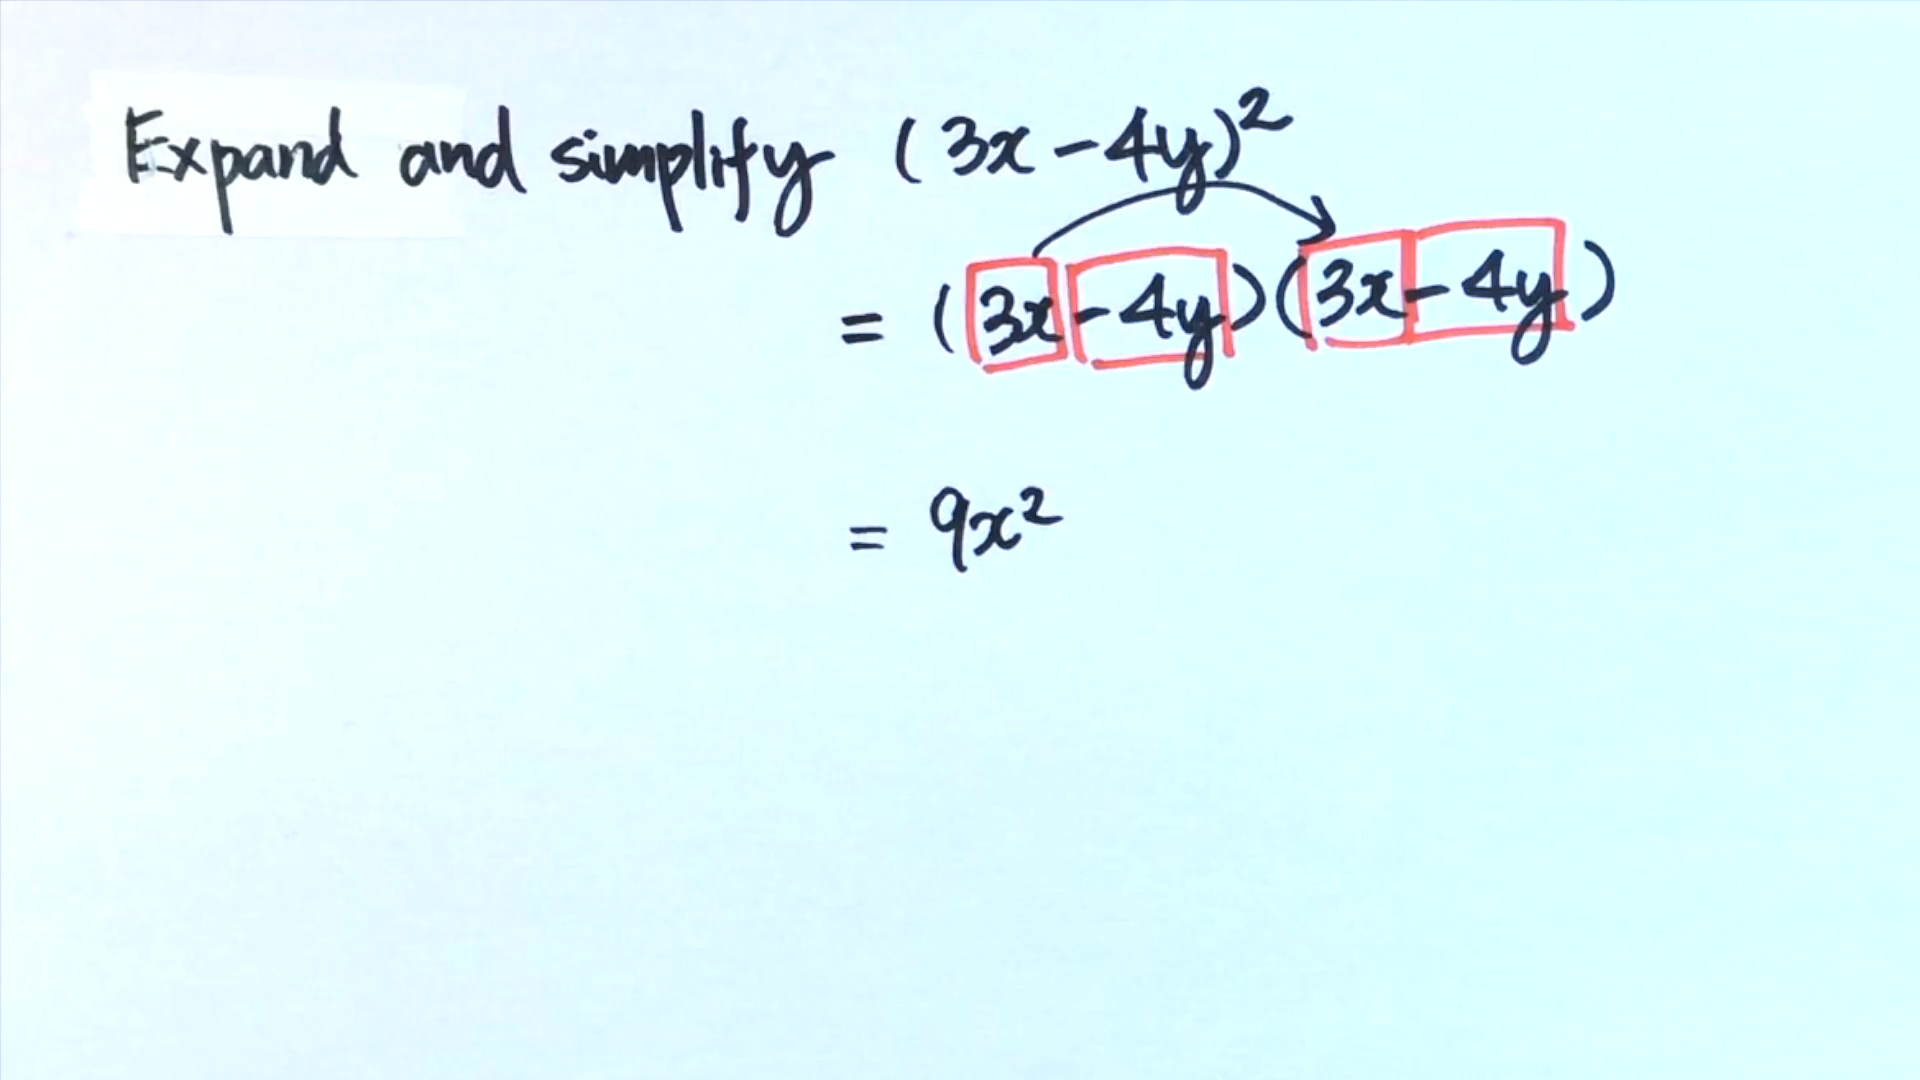 Expand and simplify (3x - 4y)²
= (3x - 4y)(3x - 4y)
= 9x²